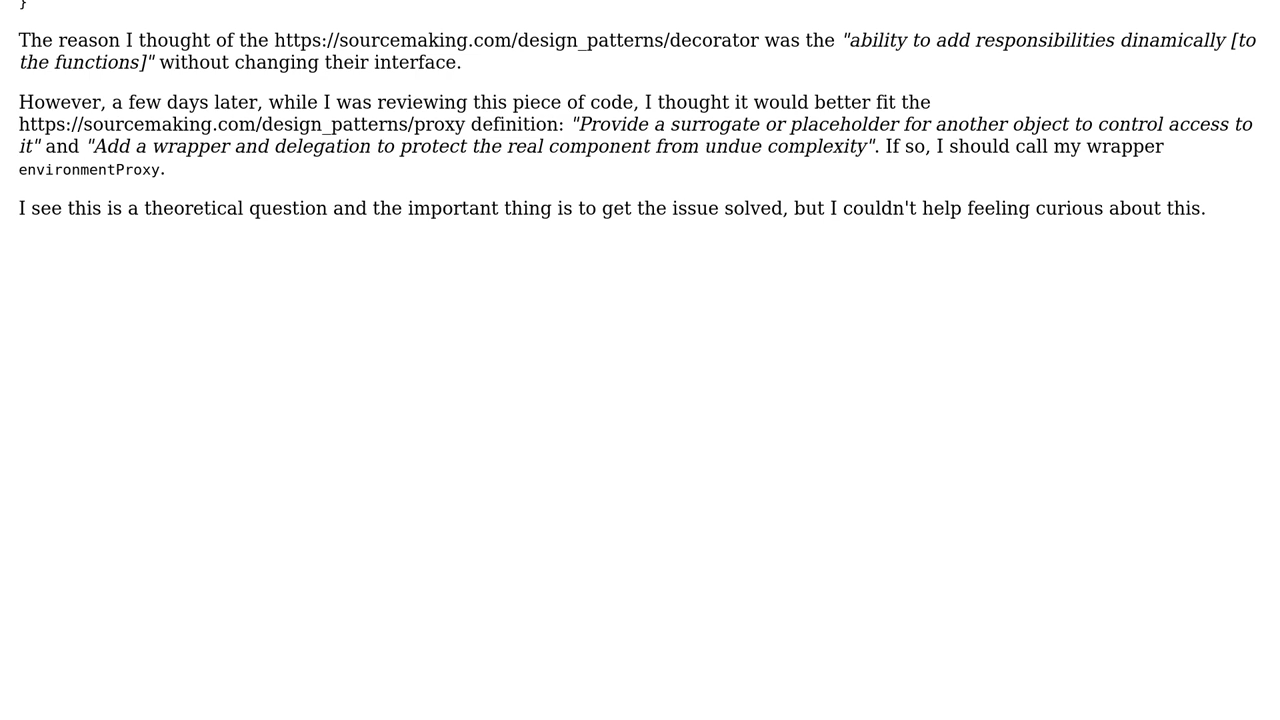 }
The reason I thought of the https://sourcemaking.com/design_patterns/decorator was the "ability to add responsibilities dinamically [to
the functions]" without changing their interface.
However, a few days later, while I was reviewing this piece of code, I thought it would better fit the
https://sourcemaking.com/design_patterns/proxy definition: "Provide a surrogate or placeholder for another object to control access to
it" and "Add a wrapper and delegation to protect the real component from undue complexity". If so, I should call my wrapper
environmentProxy.
I see this is a theoretical question and the important thing is to get the issue solved, but I couldn't help feeling curious about this.